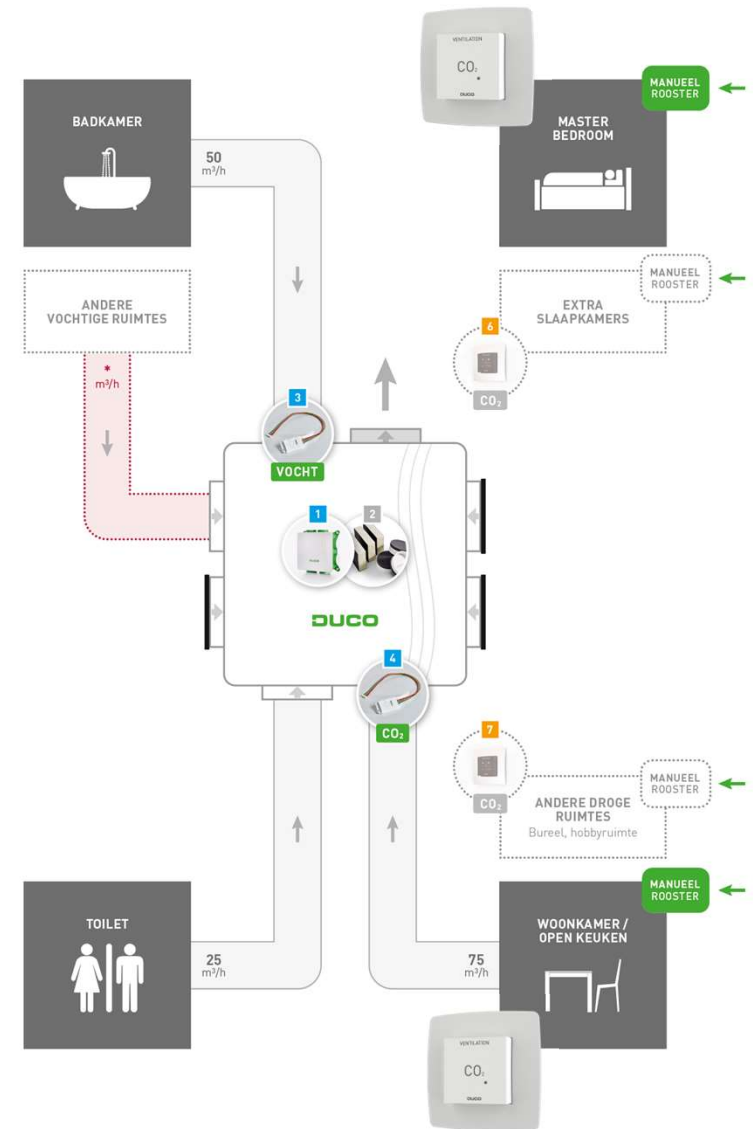 VENTILATION
CO₂
DUCO
MANUEEL
ROOSTER
BADKAMER
MASTER
BEDROOM
50
m³/h
ANDERE
VOCHTIGE RUIMTES
MANUEEL
ROOSTER
EXTRA
SLAAPKAMERS
6
CO₂
*
m³/h
3
VOCHT
1
2
DUCO
4
CO₂
7
CO₂
MANUEEL
ROOSTER
ANDERE DROGE
RUIMTES
Bureel, hobbyruimte
MANUEEL
ROOSTER
TOILET
WOONKAMER /
OPEN KEUKEN
25
m³/h
75
m³/h
VENTILATION
CO₂
DUCO